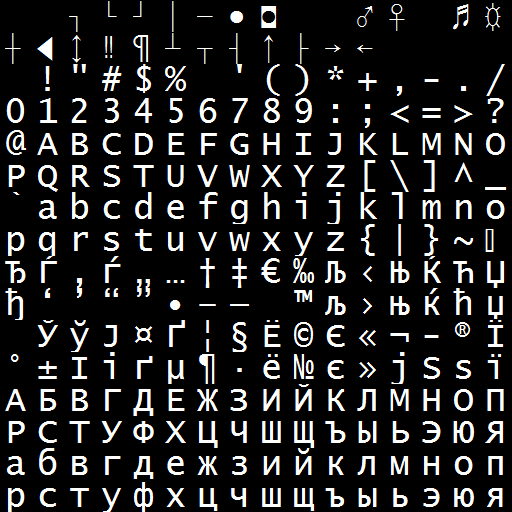 ┐ └ ┘ │ ─ ● ◘ ♂ ♀ ♬ ☼
┼ ◀ ↕ ‼ ¶ ┴ ┬ ┤ ↑ ├ → ←
! " # $ % ' ( ) * + , - . /
0 1 2 3 4 5 6 7 8 9 : ; < = > ?
@ A B C D E F G H I J K L M N O
P Q R S T U V W X Y Z [ \ ] ^ _
` a b c d e f g h i j k l m n o
p q r s t u v w x y z { | } ~ ▯
Ђ Ѓ ‚ ѓ „ … † ‡ € ‰ Љ ‹ Њ Ќ Ћ Џ
ђ ‘ ’ “ ” • – — ™ љ › њ ќ ћ џ
Ў ў Ј ¤ Ґ ¦ § Ё © Є « ¬ - ® Ї
° ± І і ґ µ ¶ · ё № є » ј Ѕ ѕ ї
А Б В Г Д Е Ж З И Й К Л М Н О П
Р С Т У Ф Х Ц Ч Ш Щ Ъ Ы Ь Э Ю Я
а б в г д е ж з и й к л м н о п
р с т у ф х ц ч ш щ ъ ы ь э ю я